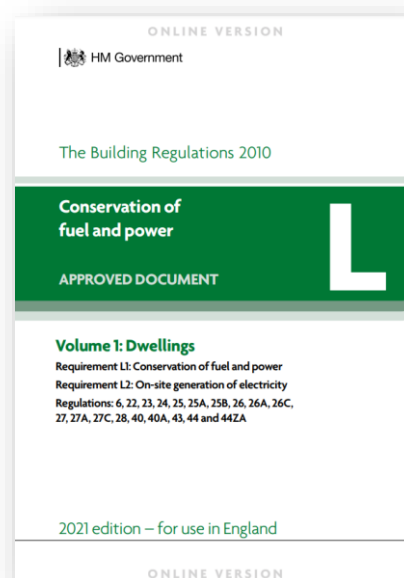 ONLINE VERSION
HM Government
The Building Regulations 2010
Conservation of
fuel and power
L
APPROVED DOCUMENT
Volume 1: Dwellings
Requirement L1: Conservation of fuel and power
Requirement L2: On-site generation of electricity
Regulations: 6, 22, 23, 24, 25, 25A, 25B, 26, 26A, 26C,
27, 27A, 27C, 28, 40, 40A, 43, 44 and 44ZA
2021 edition – for use in England
ONLINE VERSION